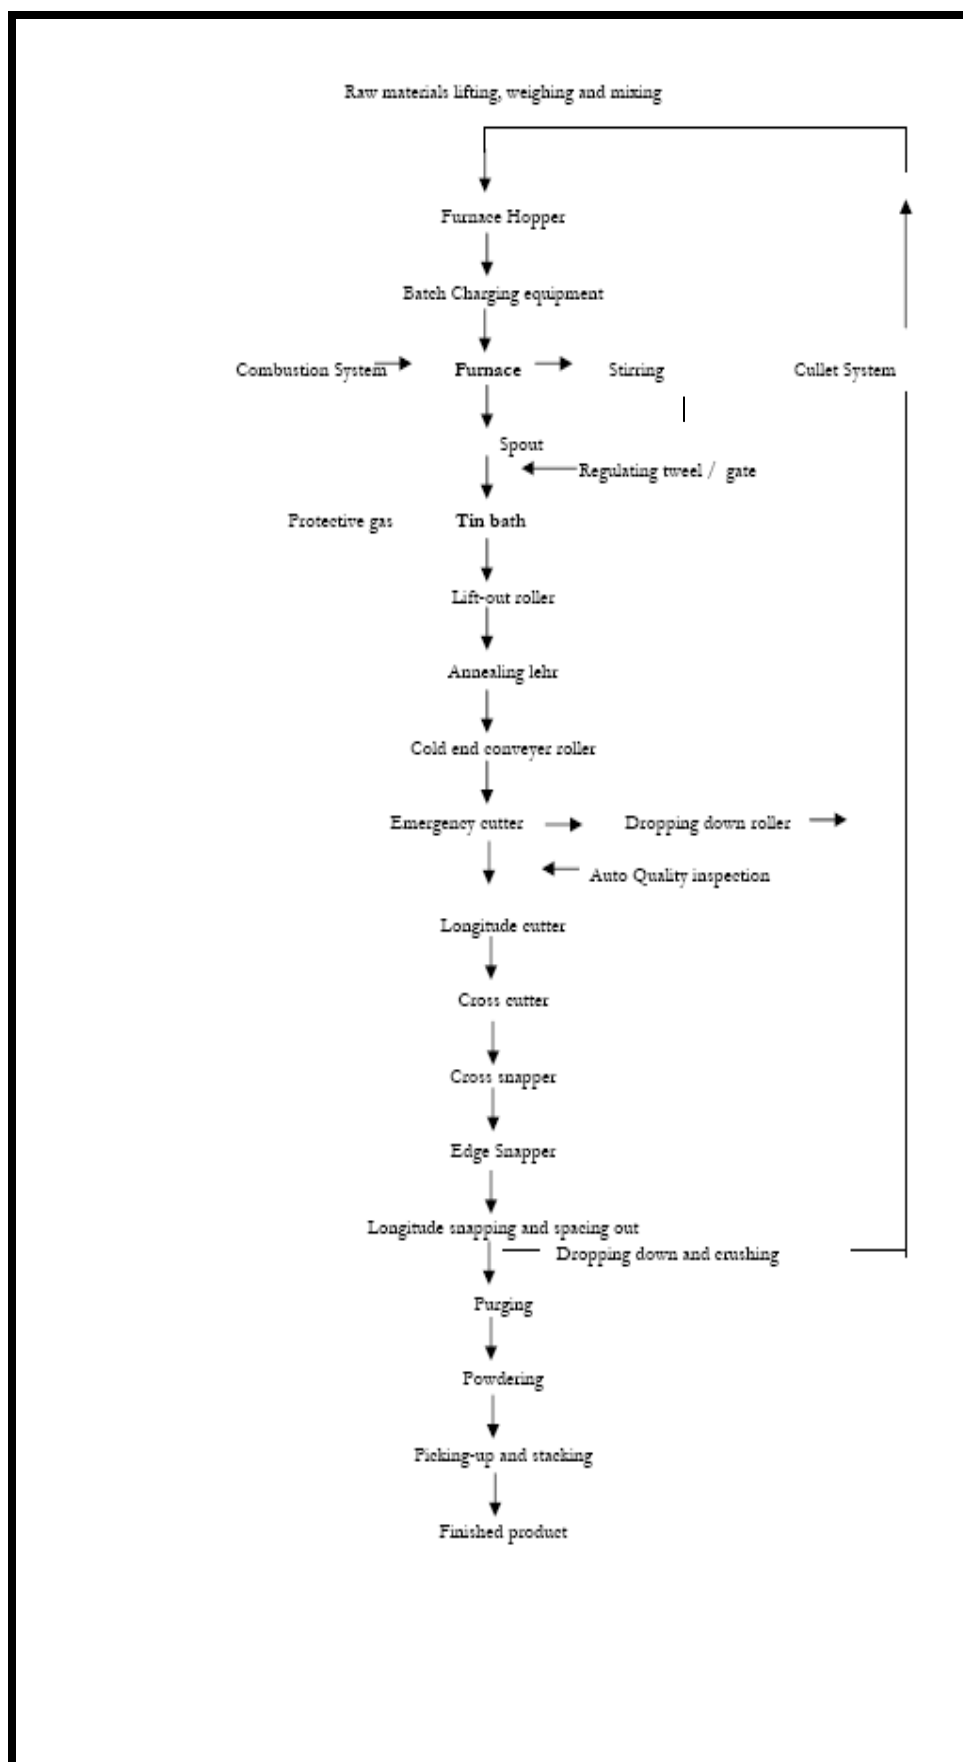 Raw materials lifting, weighing and mixing
Furnace Hopper
Batch Charging equipment
Combustion System Furnace Stirring Cullet System
Spout
Regulating tweel / gate
Protective gas Tin bath
Lift-out roller
Annealing lehr
Cold end conveyer roller
Emergency cutter Dropping down roller
Auto Quality inspection
Longitude cutter
Cross cutter
Cross snapper
Edge Snapper
Longitude snapping and spacing out
Dropping down and crushing
Purging
Powdering
Picking-up and stacking
Finished product